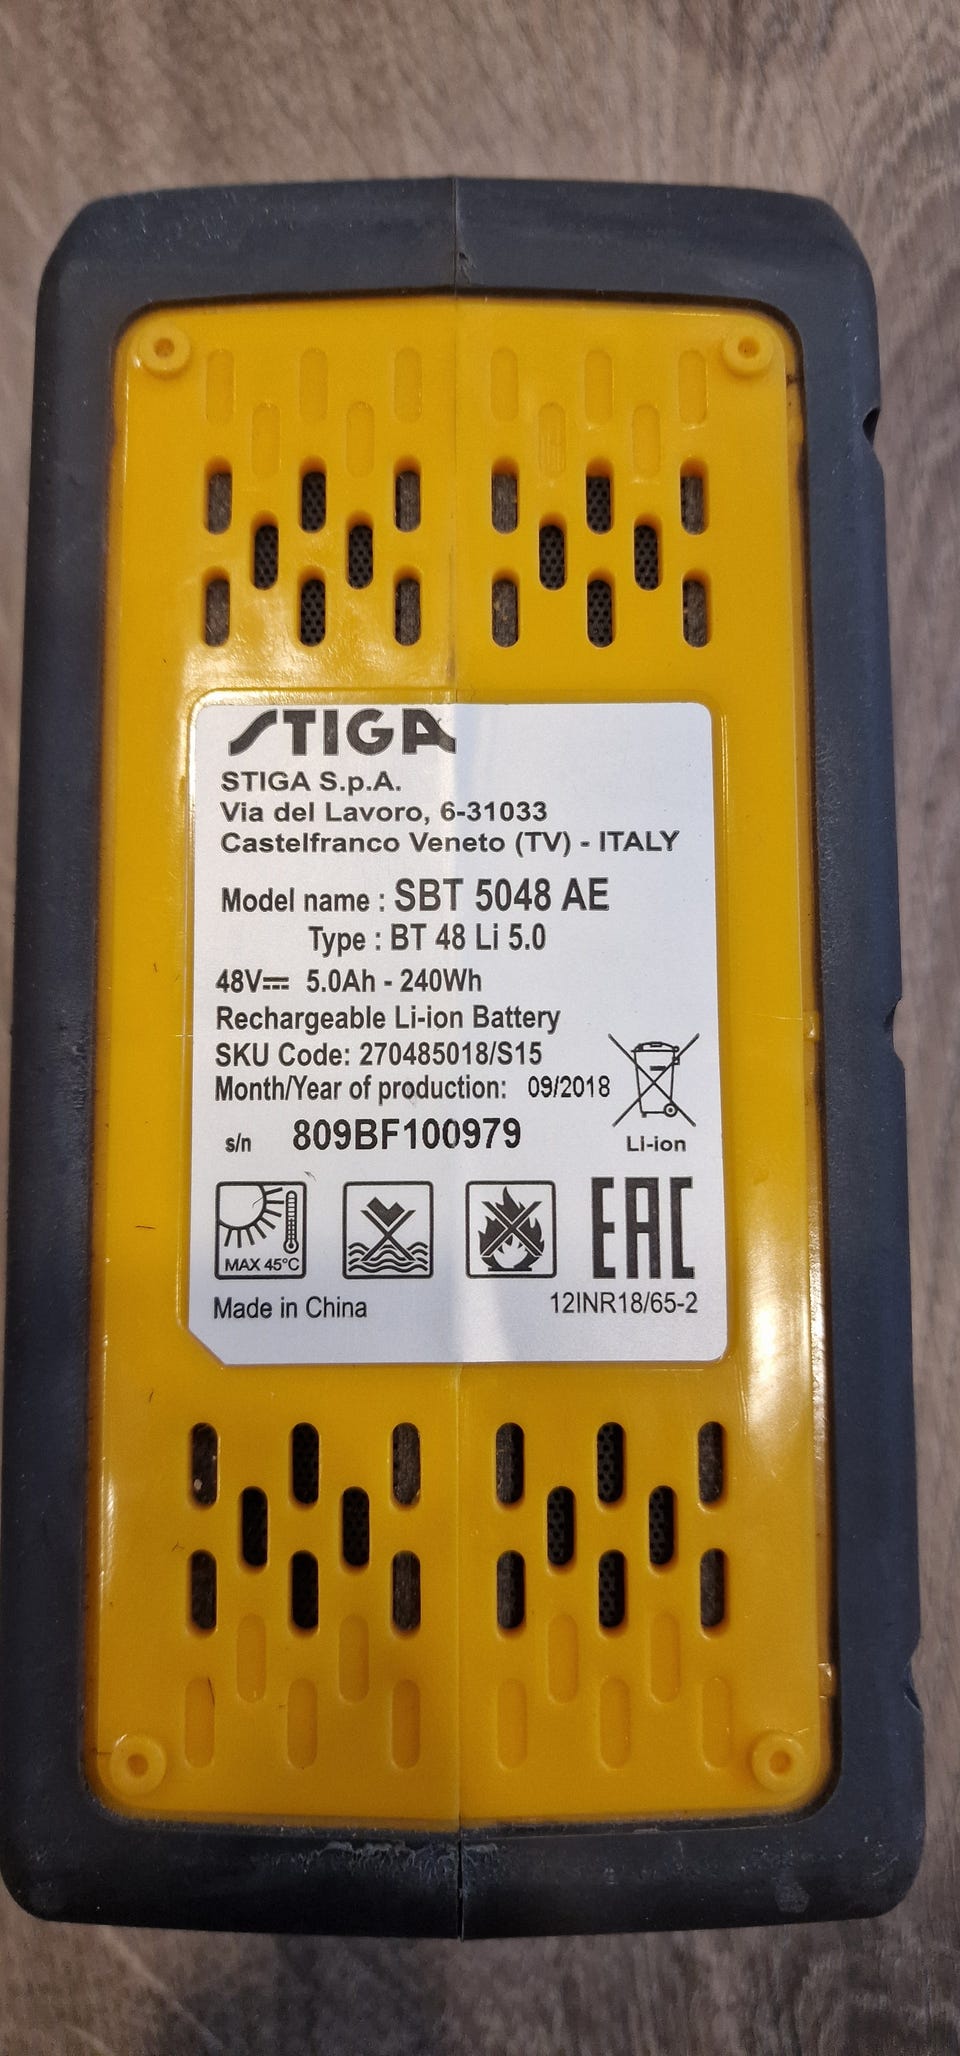 STIGA
STIGA S.p.A.
Via del Lavoro, 6-31033
Castelfranco Veneto (TV) - ITALY
Model name : SBT 5048 AE
Type : BT 48 Li 5.0
48V⎓ 5.0Ah - 240Wh
Rechargeable Li-ion Battery
SKU Code: 270485018/S15
Month/Year of production: 09/2018
s/n 809BF100979
Li-ion
MAX 45°C
EAC
Made in China
12INR18/65-2